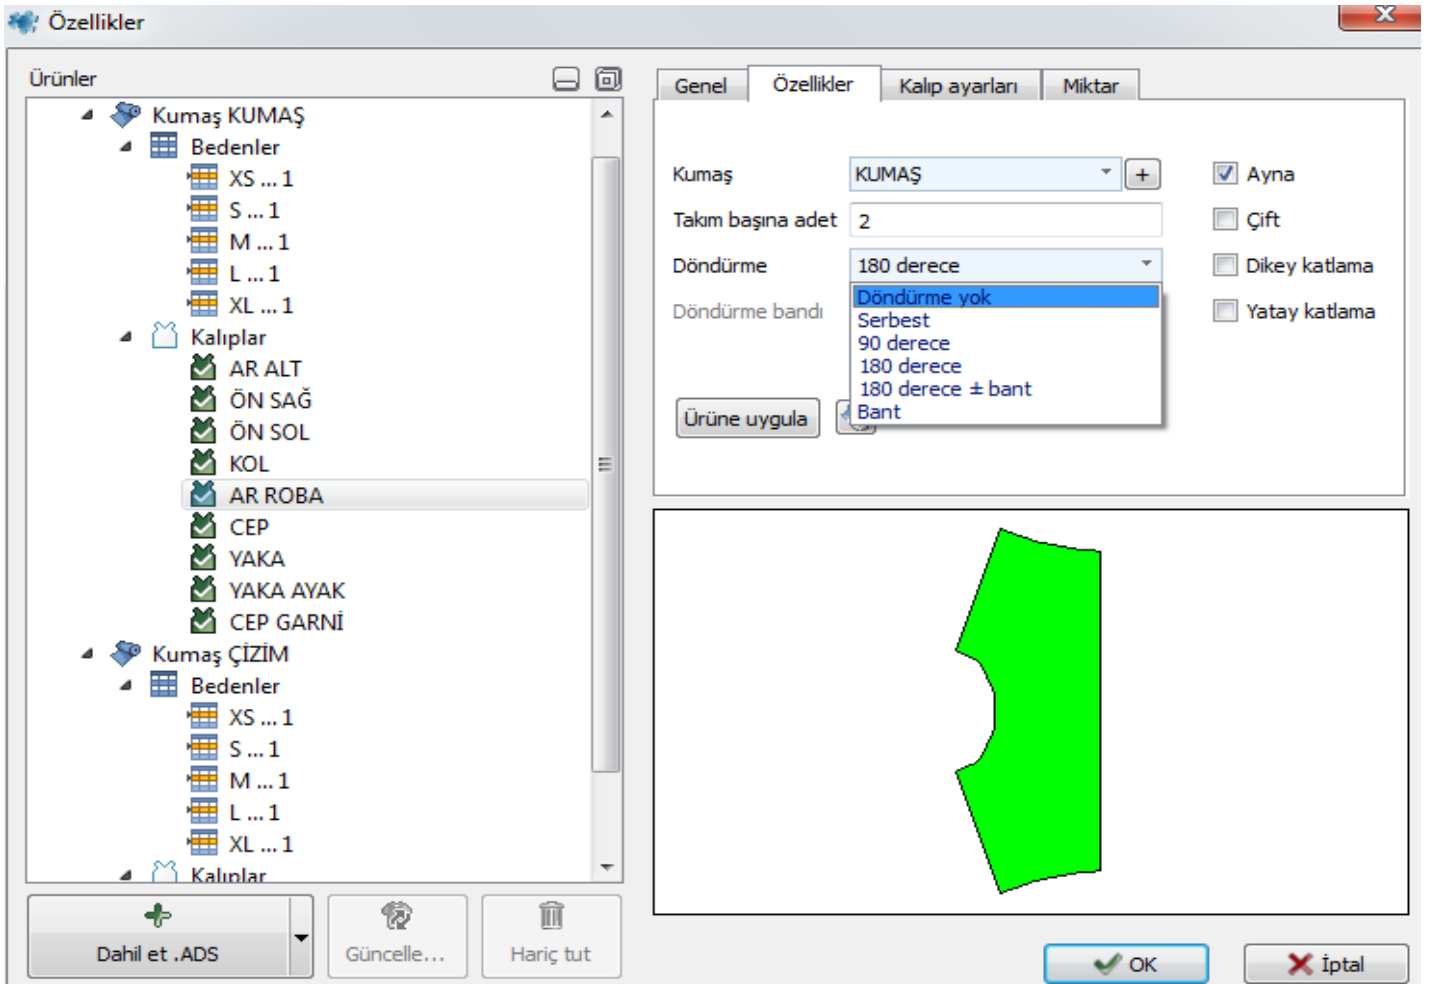 Özellikler
Ürünler
Kumaş KUMAŞ
Bedenler
XS ... 1
S ... 1
M ... 1
L ... 1
XL ... 1
Kalıplar
AR ALT
ÖN SAĞ
ÖN SOL
KOL
AR ROBA
CEP
YAKA
YAKA AYAK
CEP GARNİ
Kumaş ÇİZİM
Bedenler
XS ... 1
S ... 1
M ... 1
L ... 1
XL ... 1
Kalıplar
Dahil et .ADS
Güncelle...
Hariç tut
Genel
Özellikler
Kalıp ayarları
Miktar
Kumaş
KUMAŞ
Ayna
Takım başına adet
2
Çift
Döndürme
180 derece
Dikey katlama
Döndürme bandı
Yatay katlama
Döndürme yok
Serbest
90 derece
180 derece
180 derece ± bant
Bant
Ürüne uygula
OK
İptal